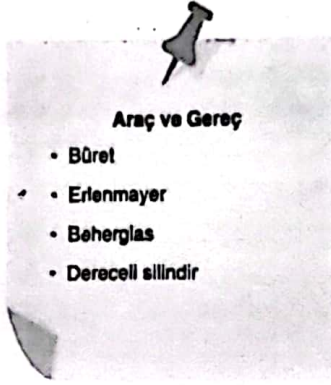 Araç ve Gereç
• Büret
• Erlenmayer
• Beherglas
• Dereceli silindir